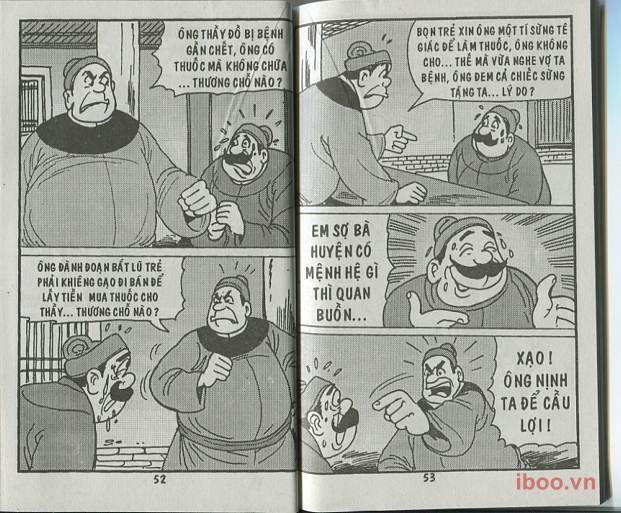 ÔNG THẦY ĐỒ BỊ BỆNH
GẦN CHẾT, ÔNG CÓ
THUỐC MÀ KHÔNG CHỮA
... THƯƠNG CHỖ NÀO ?
ÔNG ĐÀNH ĐOẠN BẮT LŨ TRẺ
PHẢI KHIÊNG GẠO ĐI BÁN ĐỂ
LẤY TIỀN MUA THUỐC CHO
THẦY... THƯƠNG CHỖ NÀO ?
52
BỌN TRẺ XIN ÔNG MỘT TÍ SỪNG TÊ
GIÁC ĐỂ LÀM THUỐC, ÔNG KHÔNG
CHO... THẾ MÀ VỪA NGHE VỢ TA
BỆNH, ÔNG ĐEM CẢ CHIẾC SỪNG
TẶNG TA... LÝ DO ?
EM SỢ BÀ
HUYỆN CÓ
MỆNH HỆ GÌ
THÌ QUAN
BUỒN...
XẠO !
ÔNG NỊNH
TA ĐỂ CẦU
LỢI !
53
iboo.vn